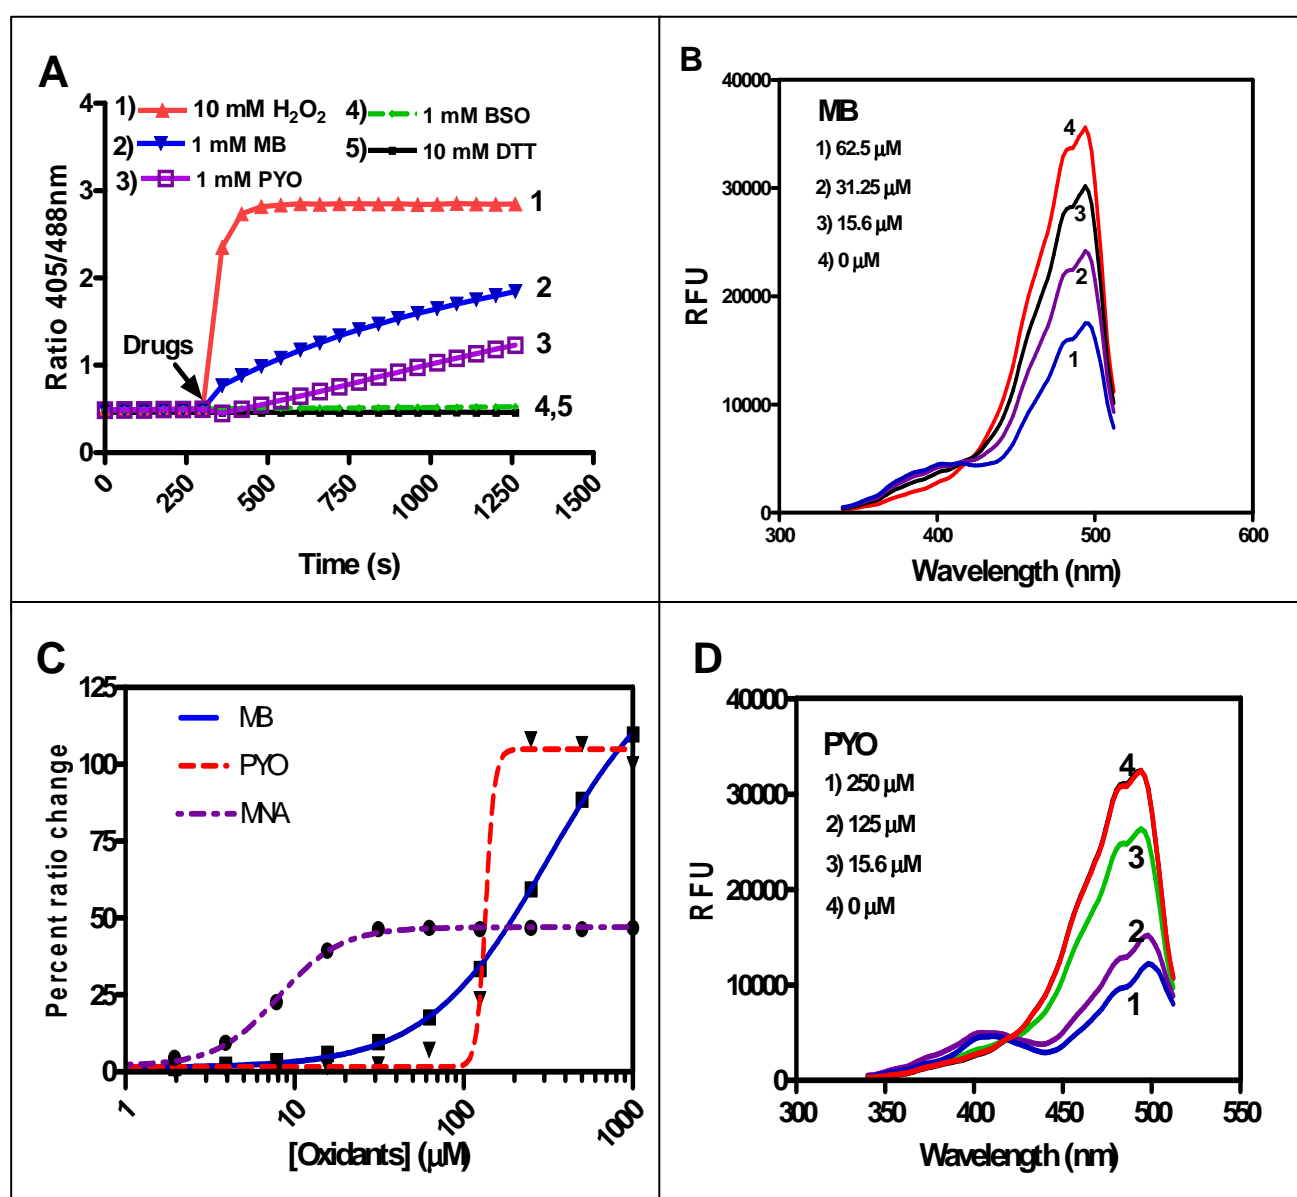 A
1) 10 mM H₂O₂
2) 1 mM MB
3) 1 mM PYO
4) 1 mM BSO
5) 10 mM DTT
Ratio 405/488nm
4
3
2
1
0
Drugs
1
2
3
4,5
0 250 500 750 1000 1250 1500
Time (s)
B
MB
1) 62.5 µM
2) 31.25 µM
3) 15.6 µM
4) 0 µM
RFU
40000
30000
20000
10000
0
4
3
2
1
300 400 500 600
Wavelength (nm)
C
MB
PYO
MNA
Percent ratio change
125
100
75
50
25
0
1 10 100 1000
[Oxidants] (µM)
D
PYO
1) 250 µM
2) 125 µM
3) 15.6 µM
4) 0 µM
RFU
40000
30000
20000
10000
0
4
3
2
1
300 350 400 450 500 550
Wavelength (nm)